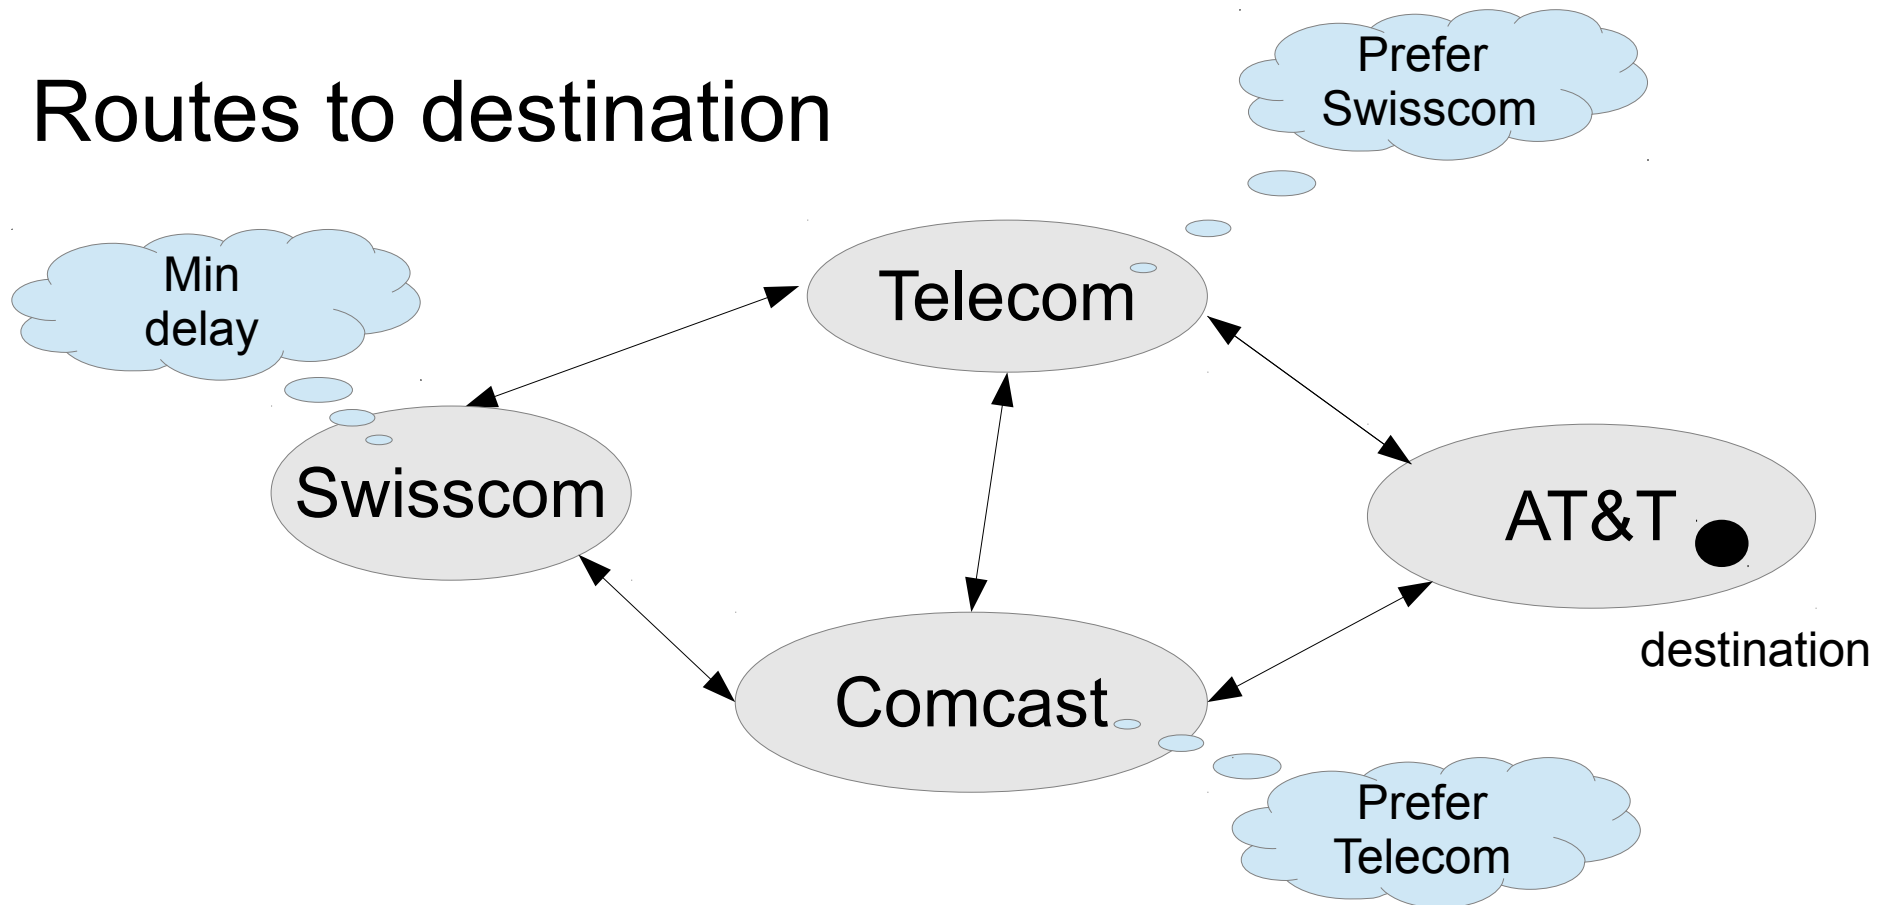 Routes to destination
Prefer
Swisscom
Min
delay
Telecom
Swisscom
AT&T
destination
Comcast
Prefer
Telecom